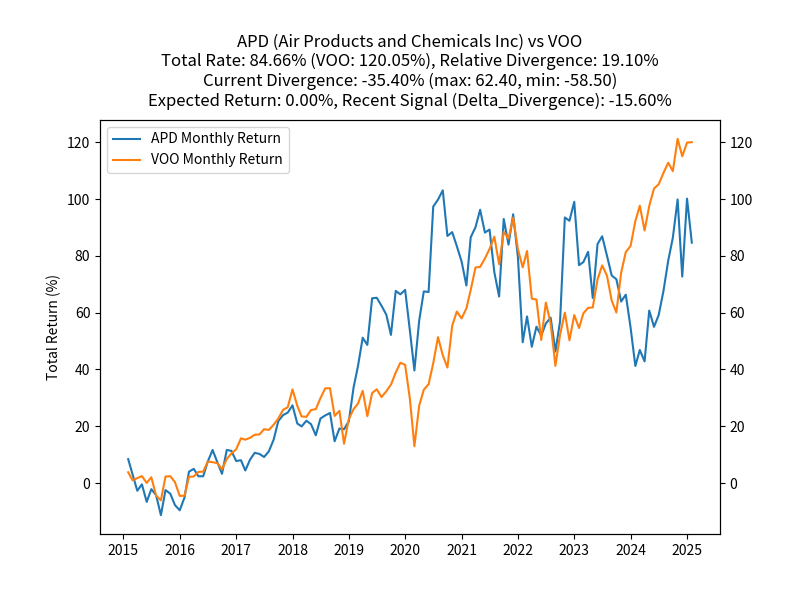 APD (Air Products and Chemicals Inc) vs VOO
Total Rate: 84.66% (VOO: 120.05%), Relative Divergence: 19.10%
Current Divergence: -35.40% (max: 62.40, min: -58.50)
Expected Return: 0.00%, Recent Signal (Delta_Divergence): -15.60%
APD Monthly Return
VOO Monthly Return
Total Return (%)
120
100
80
60
40
20
0
120
100
80
60
40
20
0
2015 2016 2017 2018 2019 2020 2021 2022 2023 2024 2025